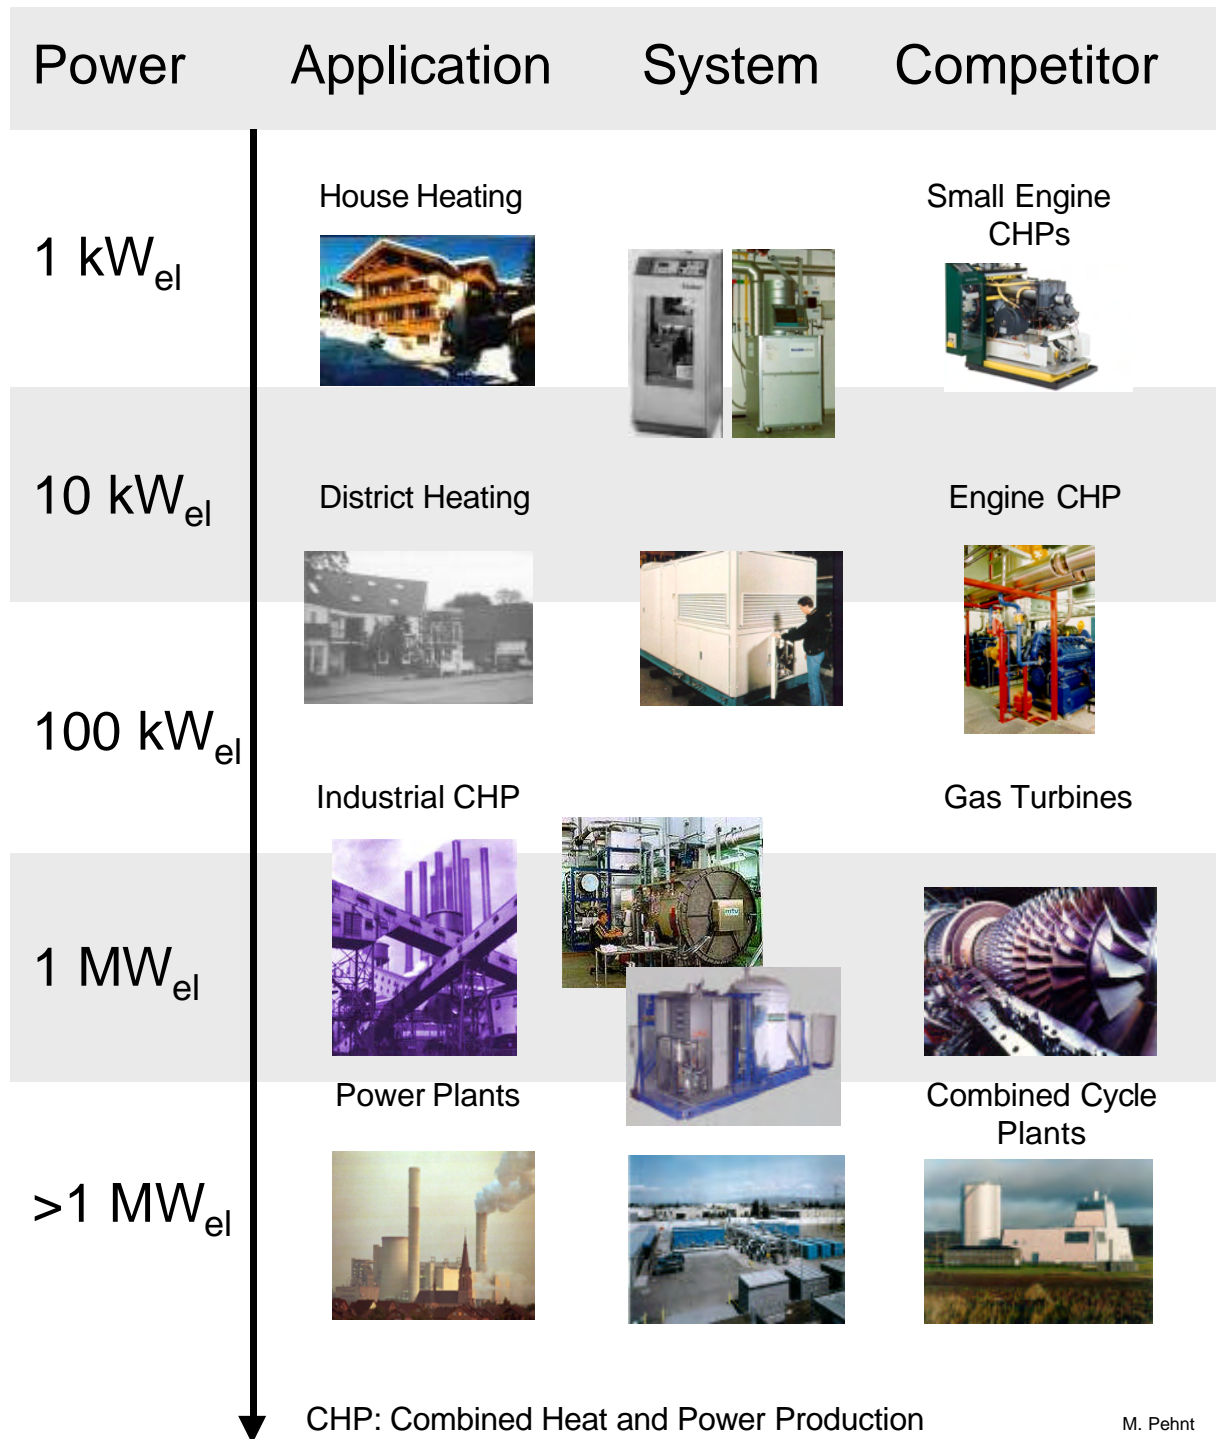 Power Application System Competitor
House Heating
Small Engine
CHPs
1 kWel
10 kWel
District Heating
Engine CHP
100 kWel
Industrial CHP
Gas Turbines
mtu
1 MWel
Power Plants
Combined Cycle
Plants
>1 MWel
CHP: Combined Heat and Power Production
M. Pehnt